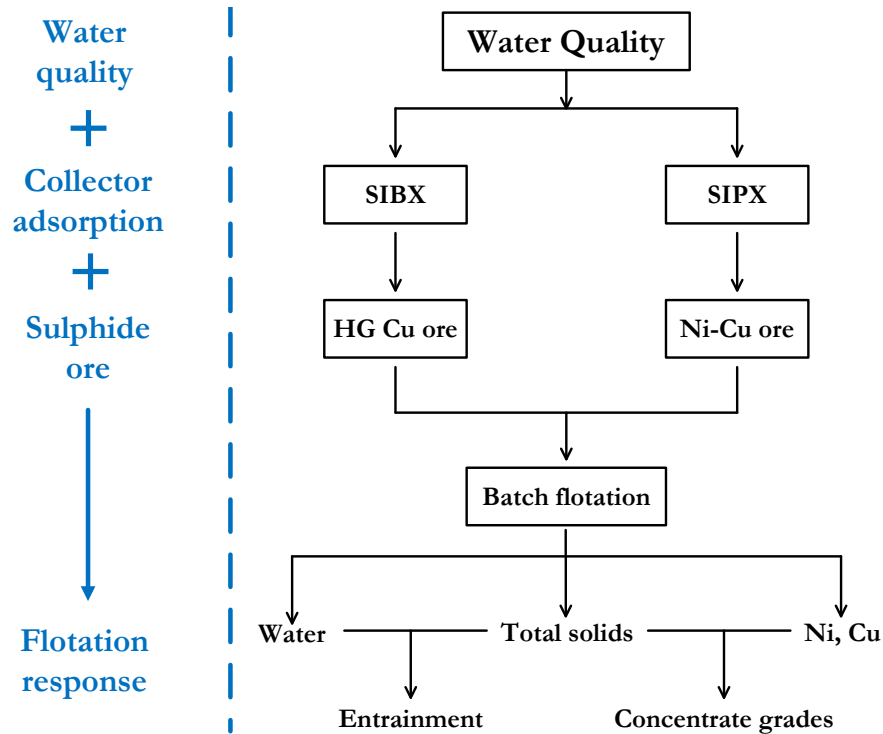 Water
quality
+
Collector
adsorption
+
Sulphide
ore
Flotation
response
Water Quality
SIBX
SIPX
HG Cu ore
Ni-Cu ore
Batch flotation
Water
Total solids
Ni, Cu
Entrainment
Concentrate grades